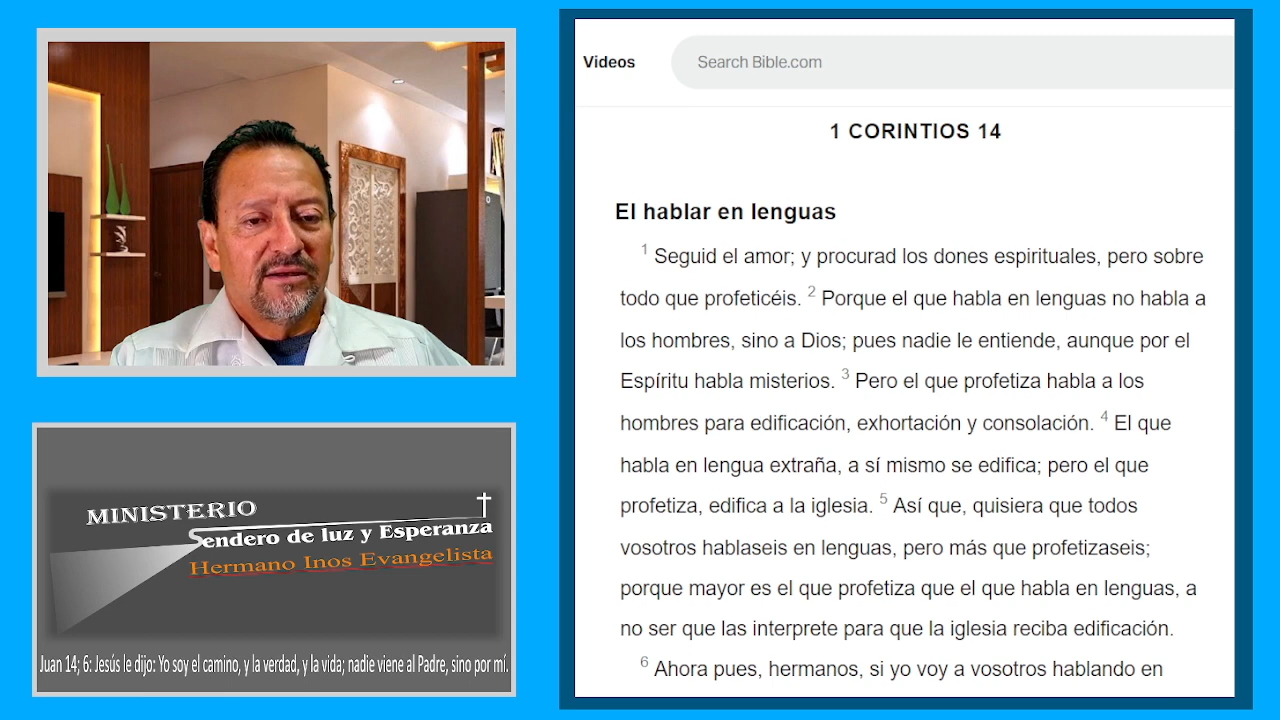 MINISTERIO
Sendero de luz y Esperanza
Hermano Inos Evangelista
Juan 14; 6: Jesús le dijo: Yo soy el camino, y la verdad, y la vida; nadie viene al Padre, sino por mí.
Videos
Search Bible.com
1 CORINTIOS 14
El hablar en lenguas
1 Seguid el amor; y procurad los dones espirituales, pero sobre
todo que profeticéis. 2 Porque el que habla en lenguas no habla a
los hombres, sino a Dios; pues nadie le entiende, aunque por el
Espíritu habla misterios. 3 Pero el que profetiza habla a los
hombres para edificación, exhortación y consolación. 4 El que
habla en lengua extraña, a sí mismo se edifica; pero el que
profetiza, edifica a la iglesia. 5 Así que, quisiera que todos
vosotros hablaseis en lenguas, pero más que profetizaseis;
porque mayor es el que profetiza que el que habla en lenguas, a
no ser que las interprete para que la iglesia reciba edificación.
6 Ahora pues, hermanos, si yo voy a vosotros hablando en